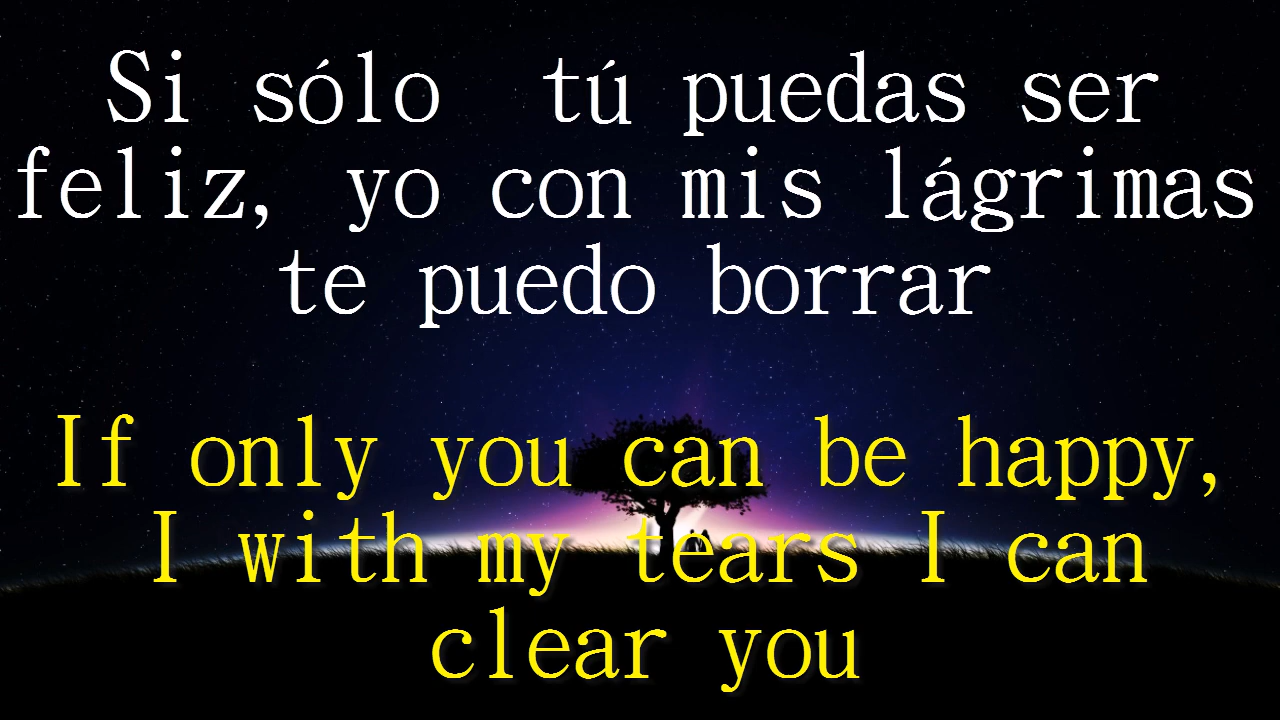 Si sólo  tú puedas ser
feliz, yo con mis lágrimas
te puedo borrar
If only you can be happy,
I with my tears I can
clear you